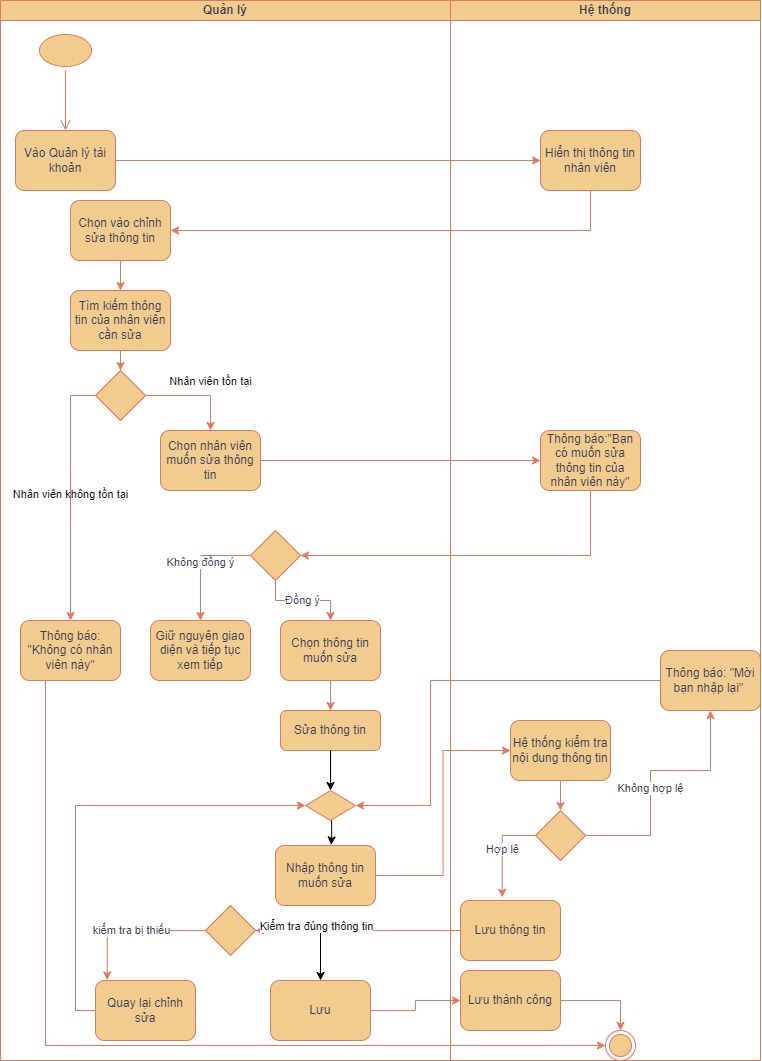 Quản lý
Hệ thống
Vào Quản lý tài
khoản
Hiển thị thông tin
nhân viên
Chọn vào chỉnh
sửa thông tin
Tìm kiếm thông
tin của nhân viên
cần sửa
Nhân viên tồn tại
Chọn nhân viên
muốn sửa thông
tin
Thông báo:"Bạn
có muốn sửa
thông tin của
nhân viên này"
Nhân viên không tồn tại
Không đồng ý
Đồng ý
Thông báo:
"Không có nhân
viên này"
Giữ nguyên giao
diện và tiếp tục
xem tiếp
Chọn thông tin
muốn sửa
Thông báo: "Mời
bạn nhập lại"
Sửa thông tin
Hệ thống kiểm tra
nội dung thông tin
Không hợp lệ
Hợp lệ
Nhập thông tin
muốn sửa
kiểm tra bị thiếu
Kiểm tra đúng thông tin
Lưu thông tin
Quay lại chỉnh
sửa
Lưu
Lưu thành công